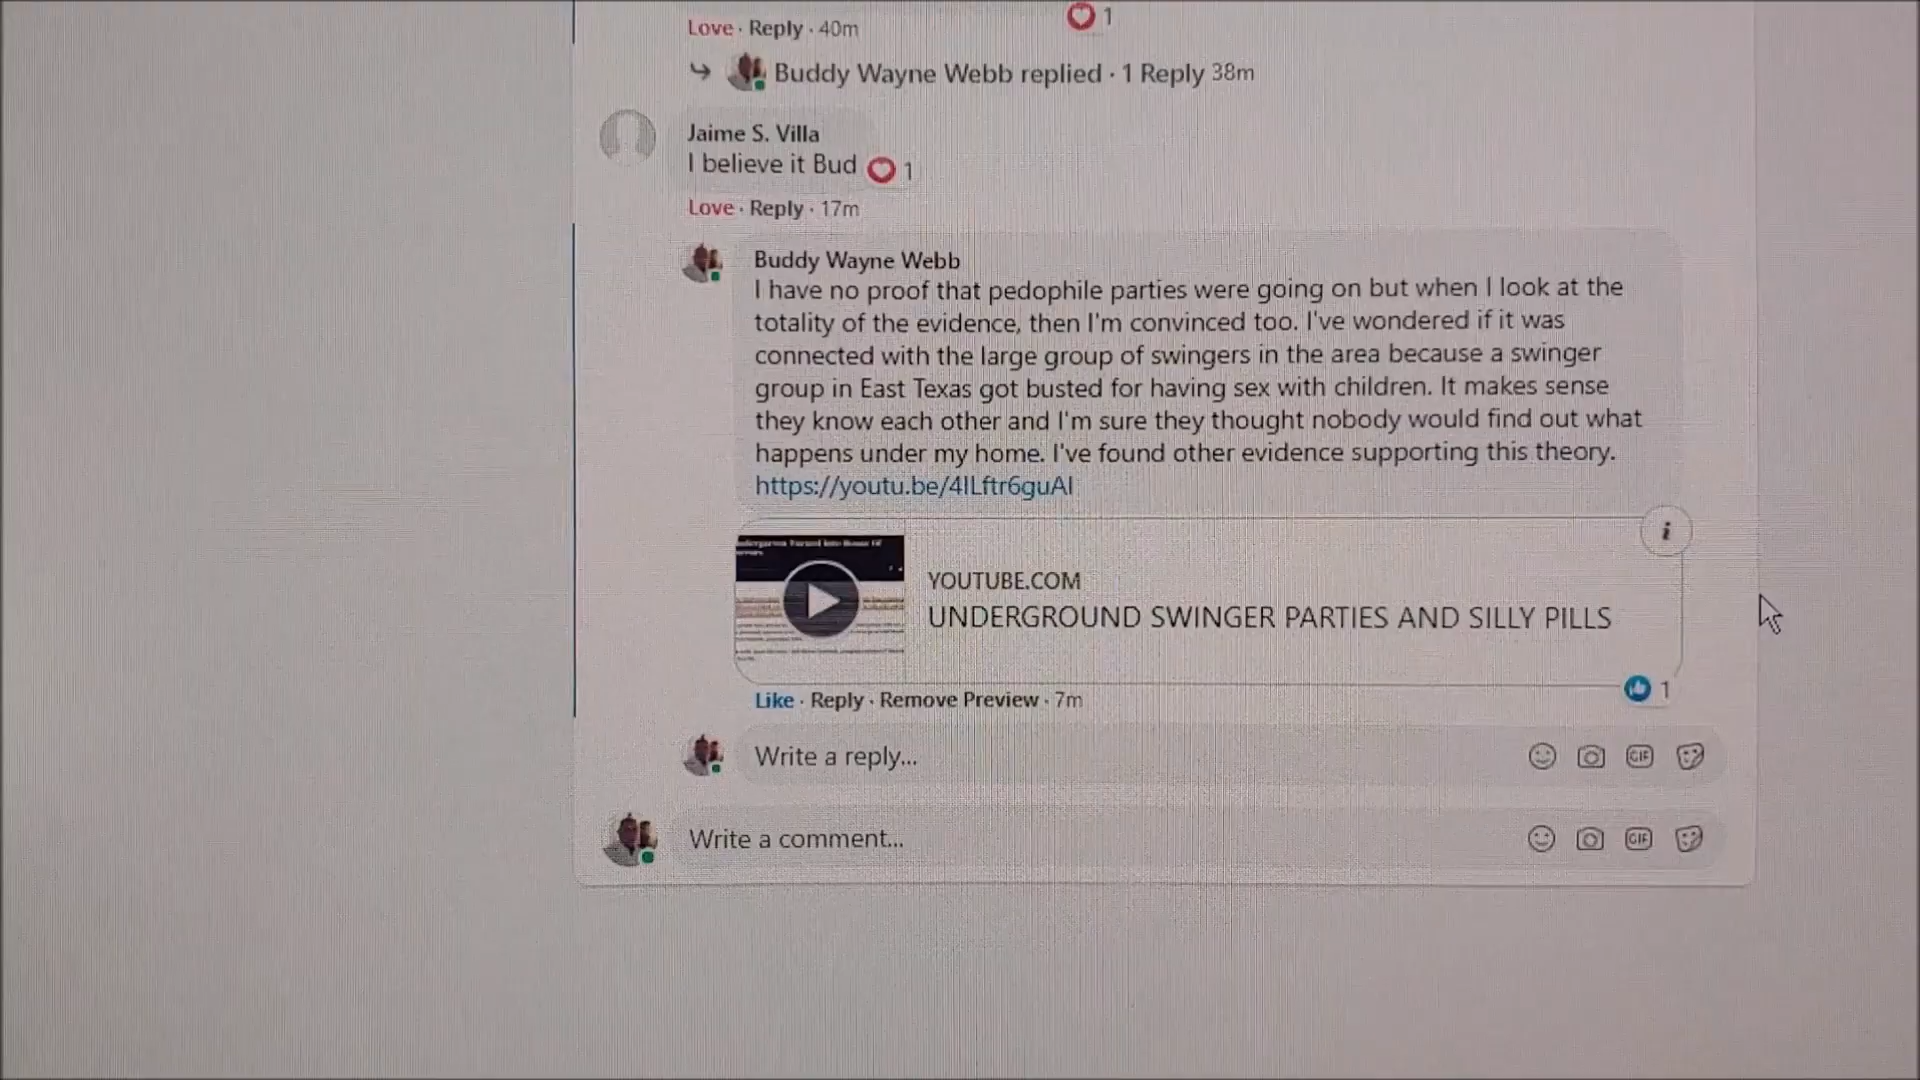 Love · Reply · 40m
1
Buddy Wayne Webb replied · 1 Reply 38m
Jaime S. Villa
I believe it Bud 1
Love · Reply · 17m
Buddy Wayne Webb
I have no proof that pedophile parties were going on but when I look at the
totality of the evidence, then I'm convinced too. I've wondered if it was
connected with the large group of swingers in the area because a swinger
group in East Texas got busted for having sex with children. It makes sense
they know each other and I'm sure they thought nobody would find out what
happens under my home. I've found other evidence supporting this theory.
https://youtu.be/4ILftr6guAI
i
YOUTUBE.COM
UNDERGROUND SWINGER PARTIES AND SILLY PILLS
Like · Reply · Remove Preview · 7m
1
Write a reply...
GIF
Write a comment...
GIF